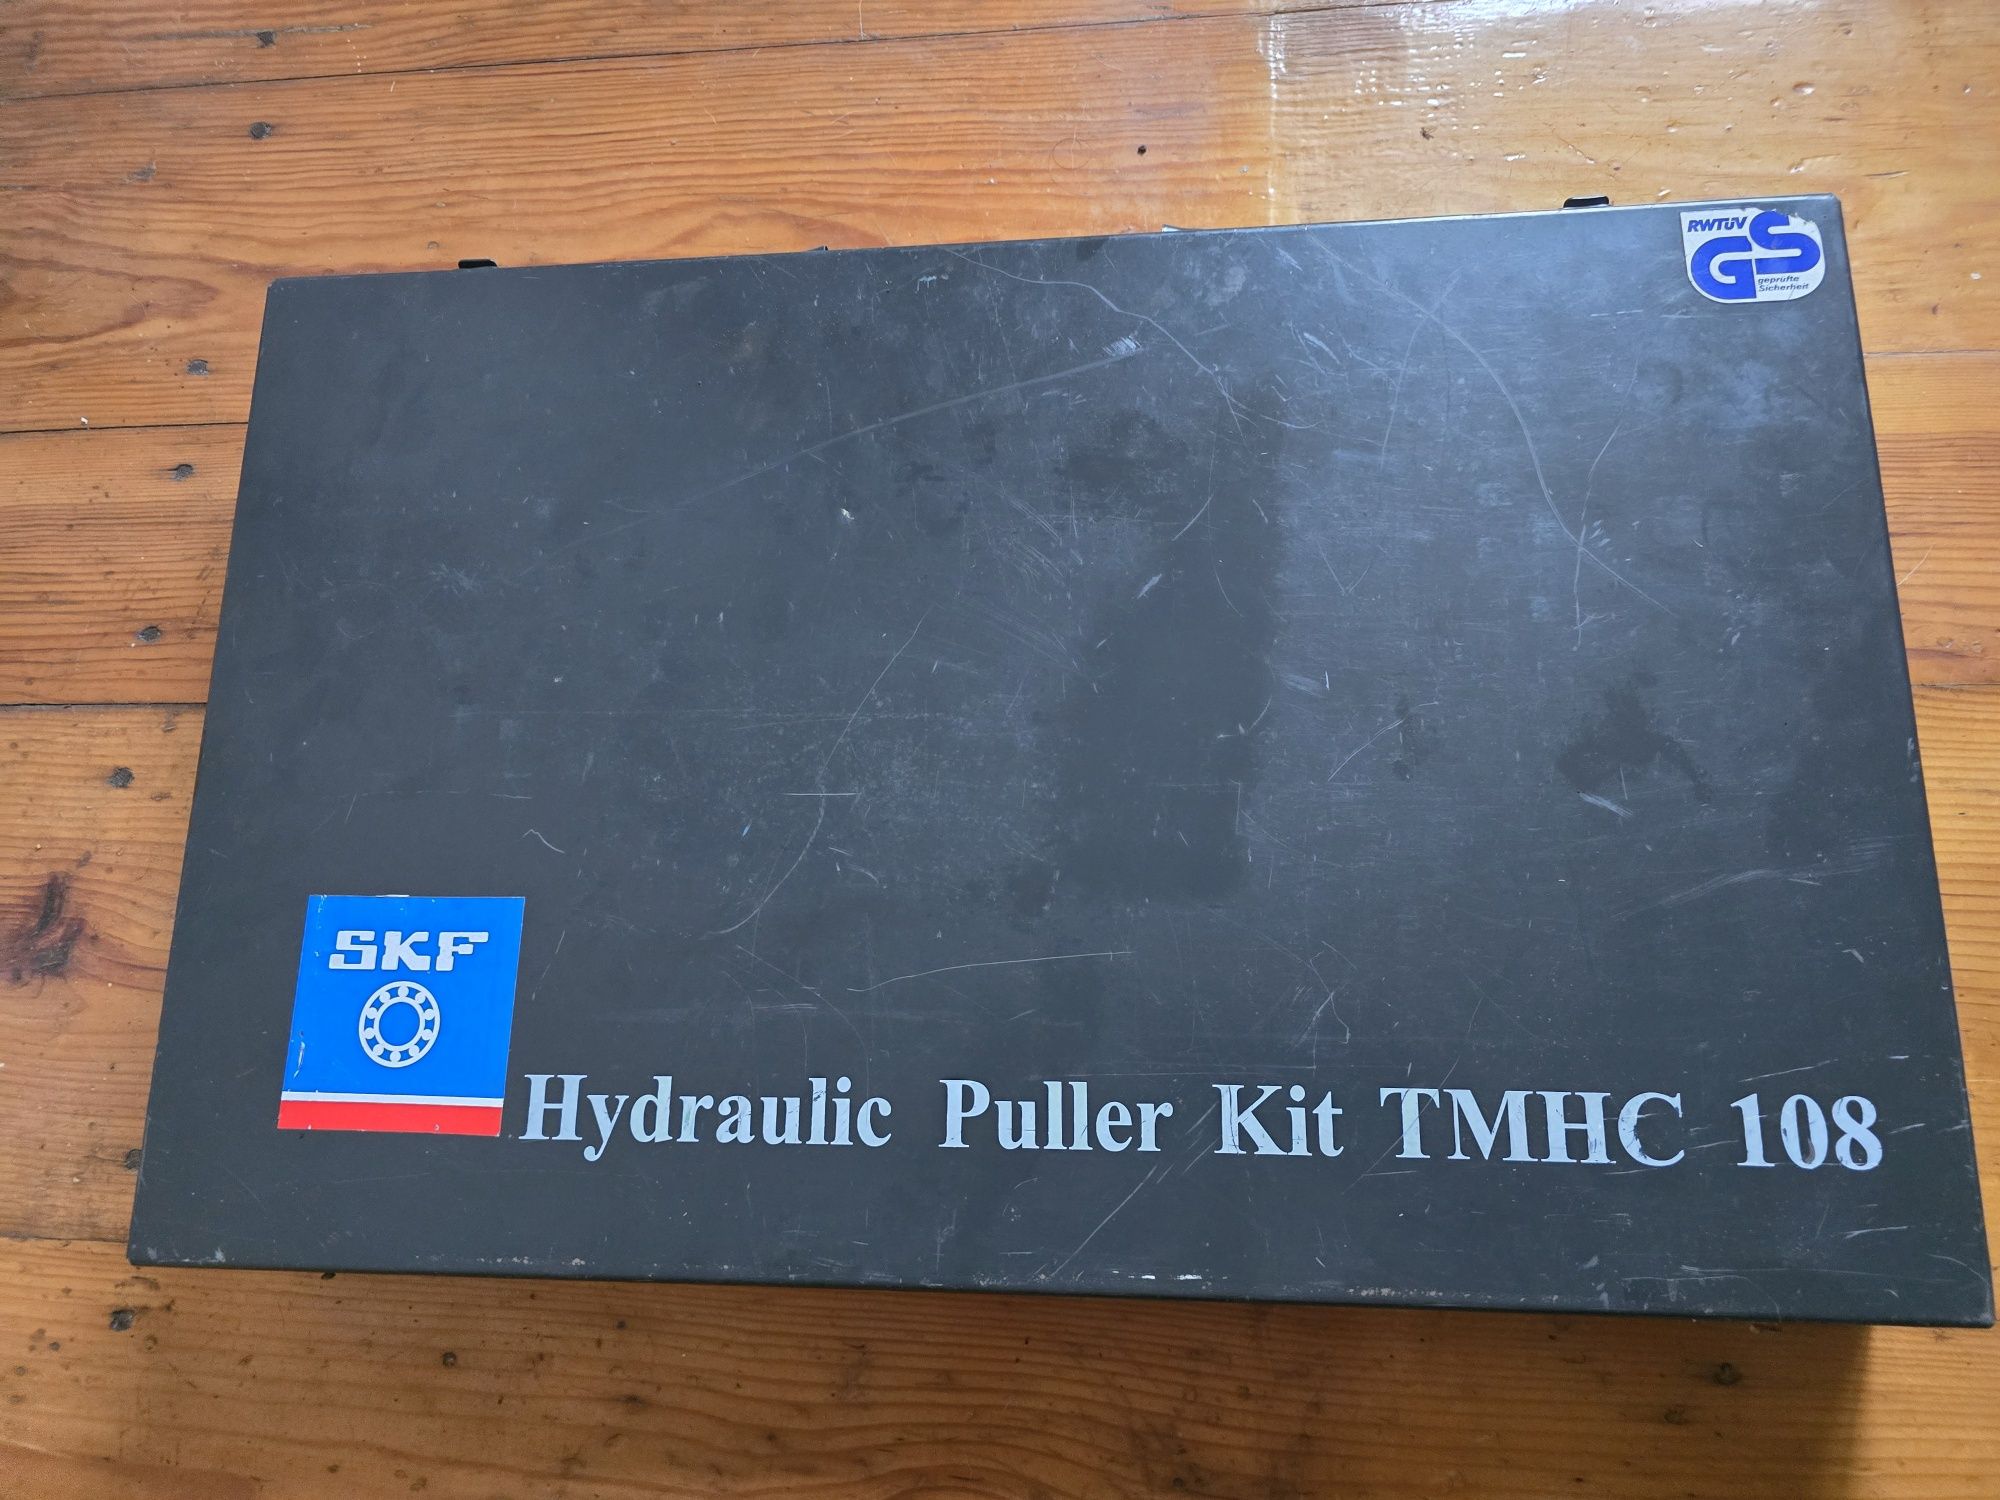 RWTÜV
GS
geprüfte
Sicherheit
SKF
Hydraulic Puller Kit TMHC 108